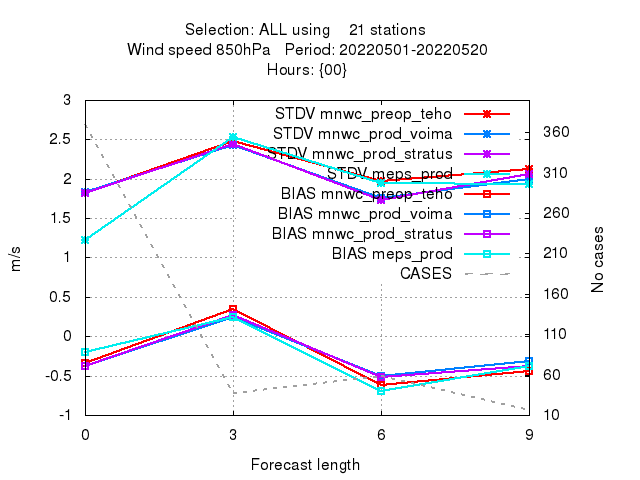 Selection: ALL using 21 stations
Wind speed 850hPa Period: 20220501-20220520
Hours: {00}
STDV mnwc_preop_teho
STDV mnwc_prod_voima
STDV mnwc_prod_stratus
STDV meps_prod
BIAS mnwc_preop_teho
BIAS mnwc_prod_voima
BIAS mnwc_prod_stratus
BIAS meps_prod
CASES
3
2.5
2
1.5
1
0.5
0
-0.5
-1
m/s
360
310
260
210
160
110
60
10
No cases
0 3 6 9
Forecast length